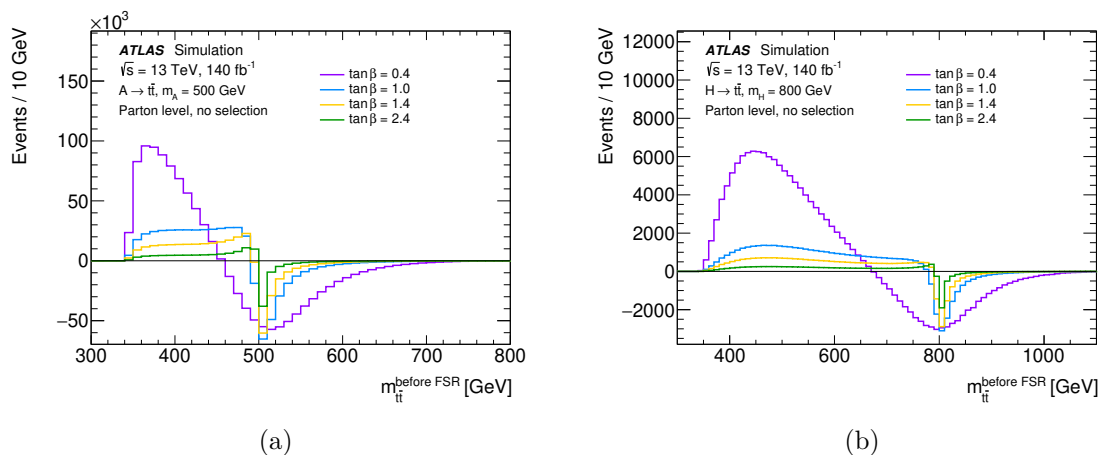 ×10³
ATLAS Simulation
√s = 13 TeV, 140 fb⁻¹
A → tt̄, m_A = 500 GeV
Parton level, no selection
tan β = 0.4
tan β = 1.0
tan β = 1.4
tan β = 2.4
Events / 10 GeV
150
100
50
0
−50
300 400 500 600 700 800
m_tt̄^before FSR [GeV]
(a)
ATLAS Simulation
√s = 13 TeV, 140 fb⁻¹
H → tt̄, m_H = 800 GeV
Parton level, no selection
tan β = 0.4
tan β = 1.0
tan β = 1.4
tan β = 2.4
Events / 10 GeV
12000
10000
8000
6000
4000
2000
0
−2000
400 600 800 1000
m_tt̄^before FSR [GeV]
(b)